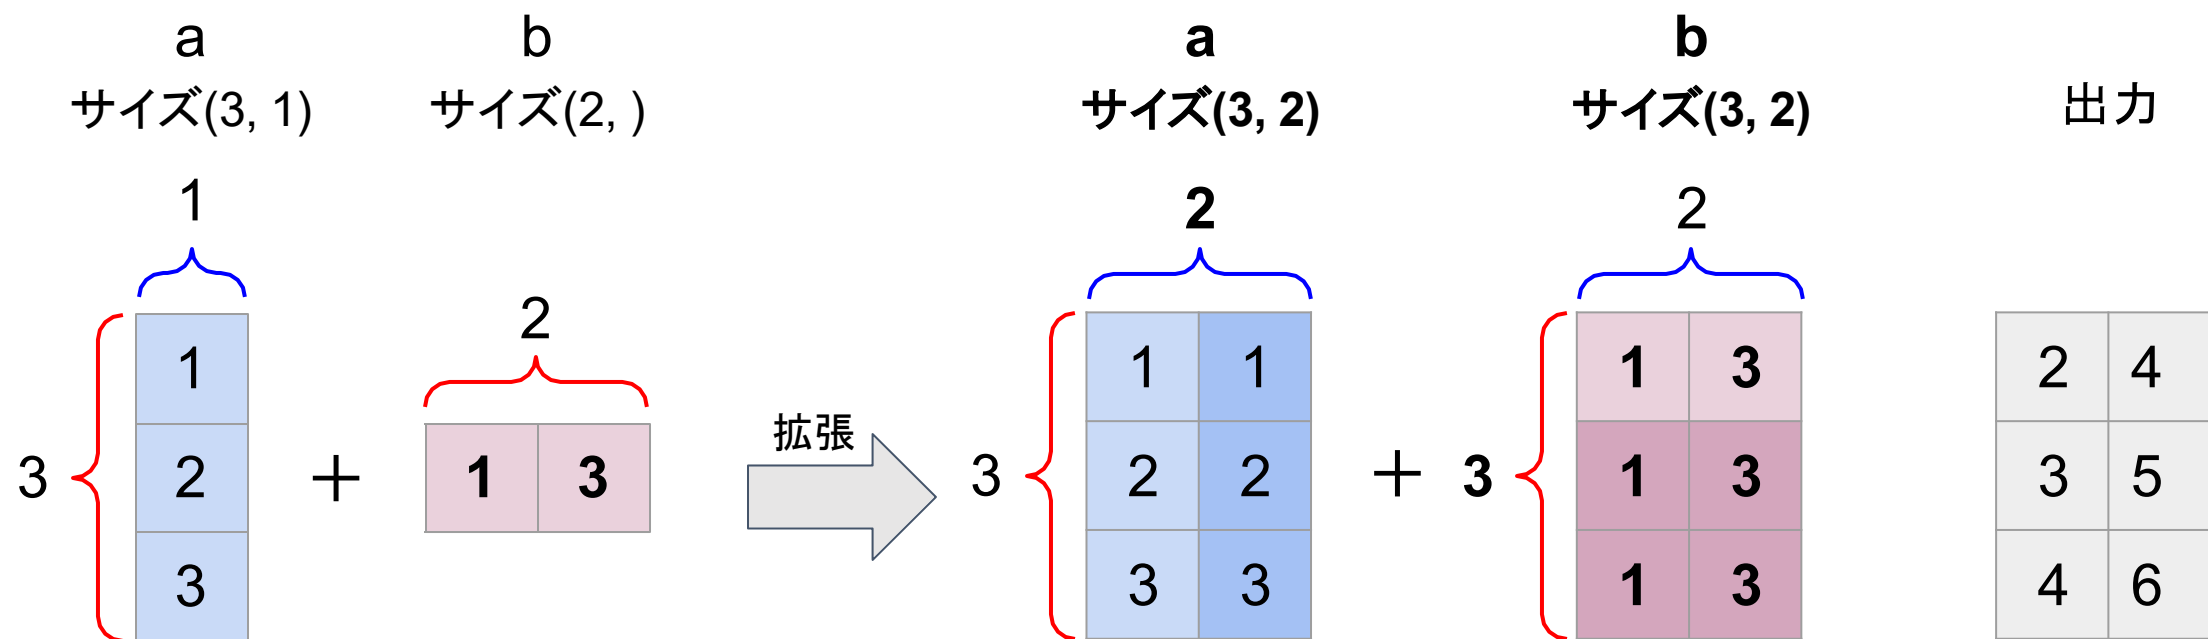 a b a b
サイズ(3, 1) サイズ(2, ) サイズ(3, 2) サイズ(3, 2) 出力
1 2 2
2
1 1 1 1 3 2 4
拡張
3 2 + 1 3 3 2 2 + 3 1 3 3 5
3 3 3 1 3 4 6